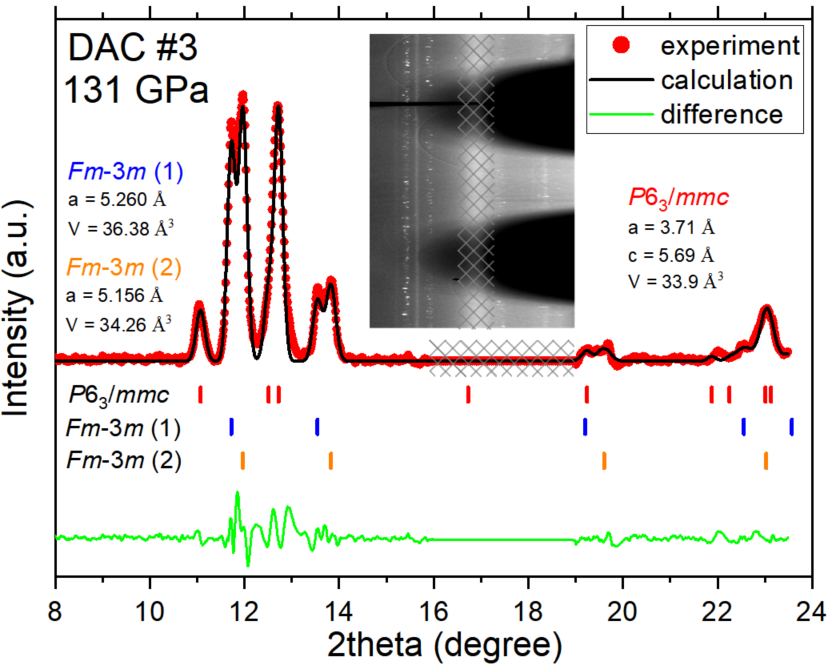 DAC #3
131 GPa
experiment
calculation
difference
Fm-3m (1)
a = 5.260 Å
V = 36.38 Å³
Fm-3m (2)
a = 5.156 Å
V = 34.26 Å³
P6₃/mmc
a = 3.71 Å
c = 5.69 Å
V = 33.9 Å³
Intensity (a.u.)
P6₃/mmc
Fm-3m (1)
Fm-3m (2)
8 10 12 14 16 18 20 22 24
2theta (degree)